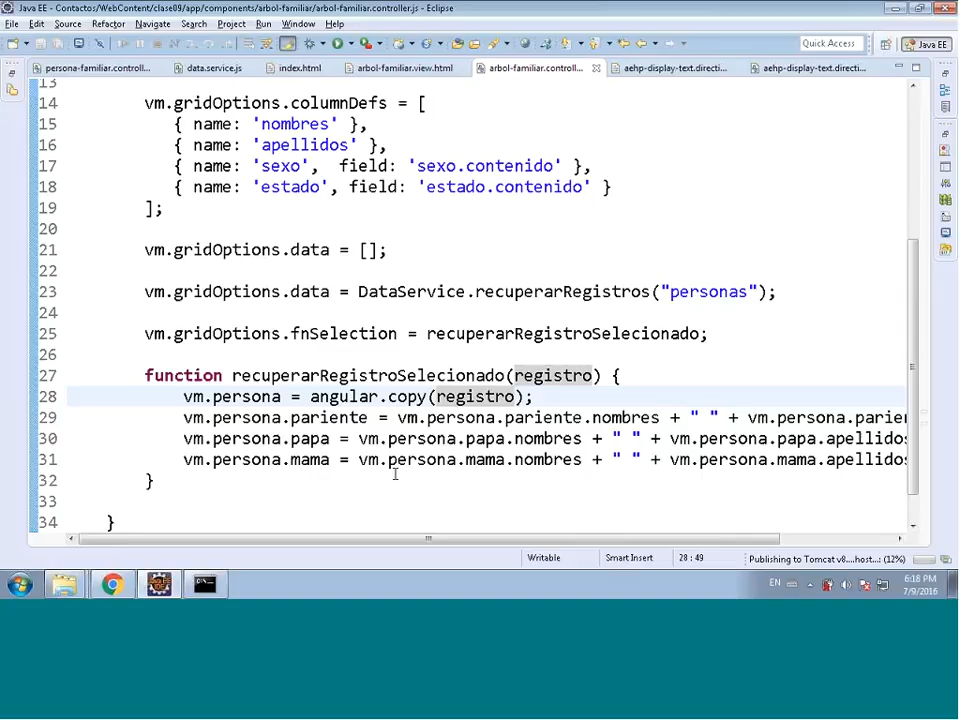 Java EE - Contactos/WebContent/clase09/app/components/arbol-familiar/arbol-familiar.controller.js - Eclipse
File Edit Source Refactor Navigate Search Project Run Window Help
Quick Access Java EE
persona-familiar.controll... data.service.js index.html arbol-familiar.view.html arbol-familiar.controll... aehp-display-text.directi... aehp-display-text.directi...
13
14 vm.gridOptions.columnDefs = [
15 { name: 'nombres' },
16 { name: 'apellidos' },
17 { name: 'sexo', field: 'sexo.contenido' },
18 { name: 'estado', field: 'estado.contenido' }
19 ];
20
21 vm.gridOptions.data = [];
22
23 vm.gridOptions.data = DataService.recuperarRegistros("personas");
24
25 vm.gridOptions.fnSelection = recuperarRegistroSelecionado;
26
27 function recuperarRegistroSelecionado(registro) {
28 vm.persona = angular.copy(registro);
29 vm.persona.pariente = vm.persona.pariente.nombres + " " + vm.persona.parien
30 vm.persona.papa = vm.persona.papa.nombres + " " + vm.persona.papa.apellidos
31 vm.persona.mama = vm.persona.mama.nombres + " " + vm.persona.mama.apellidos
32 }
33
34 }
Writable Smart Insert 28 : 49 Publishing to Tomcat v8....host...: (12%)
EN 6:18 PM
7/9/2016